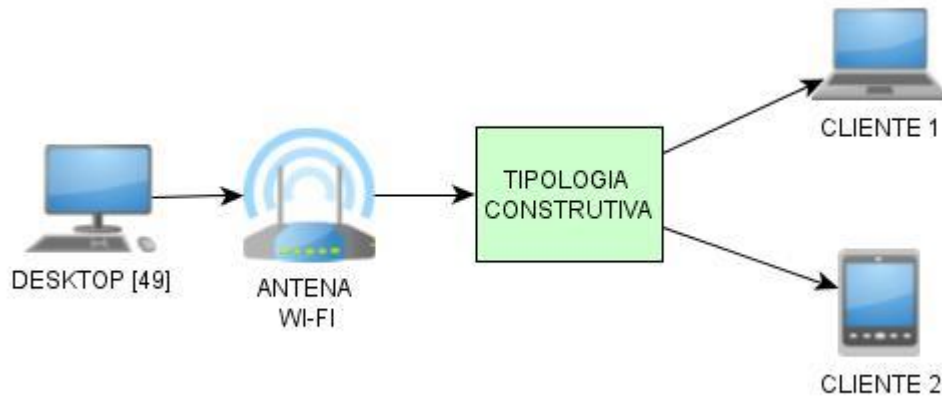 DESKTOP [49]
ANTENA
WI-FI
TIPOLOGIA
CONSTRUTIVA
CLIENTE 1
CLIENTE 2